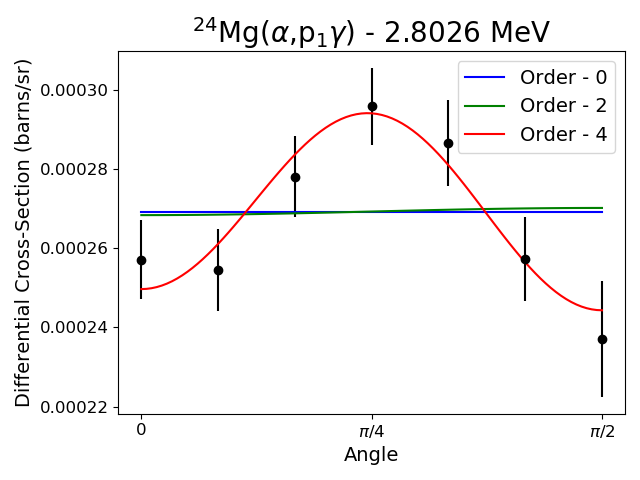 ²⁴Mg(α,p₁γ) - 2.8026 MeV
Order - 0
Order - 2
Order - 4
Differential Cross-Section (barns/sr)
0.00030
0.00028
0.00026
0.00024
0.00022
0 π/4 π/2
Angle